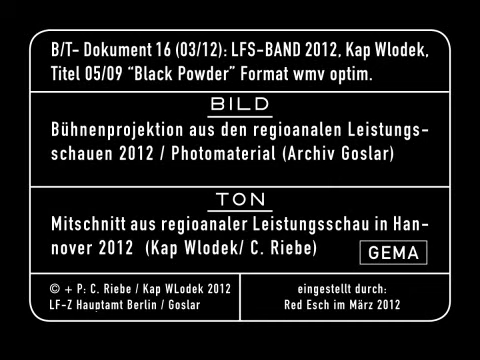 B/T- Dokument 16 (03/12): LFS-BAND 2012, Kap Wlodek,
Titel 05/09 “Black Powder” Format wmv optim.
BILD
Bühnenprojektion aus den regioanalen Leistungs-
schauen 2012 / Photomaterial (Archiv Goslar)
TON
Mitschnitt aus regioanaler Leistungsschau in Han-
nover 2012 (Kap Wlodek/ C. Riebe)
GEMA
© + P: C. Riebe / Kap WLodek 2012
LF-Z Hauptamt Berlin / Goslar
eingestellt durch:
Red Esch im März 2012